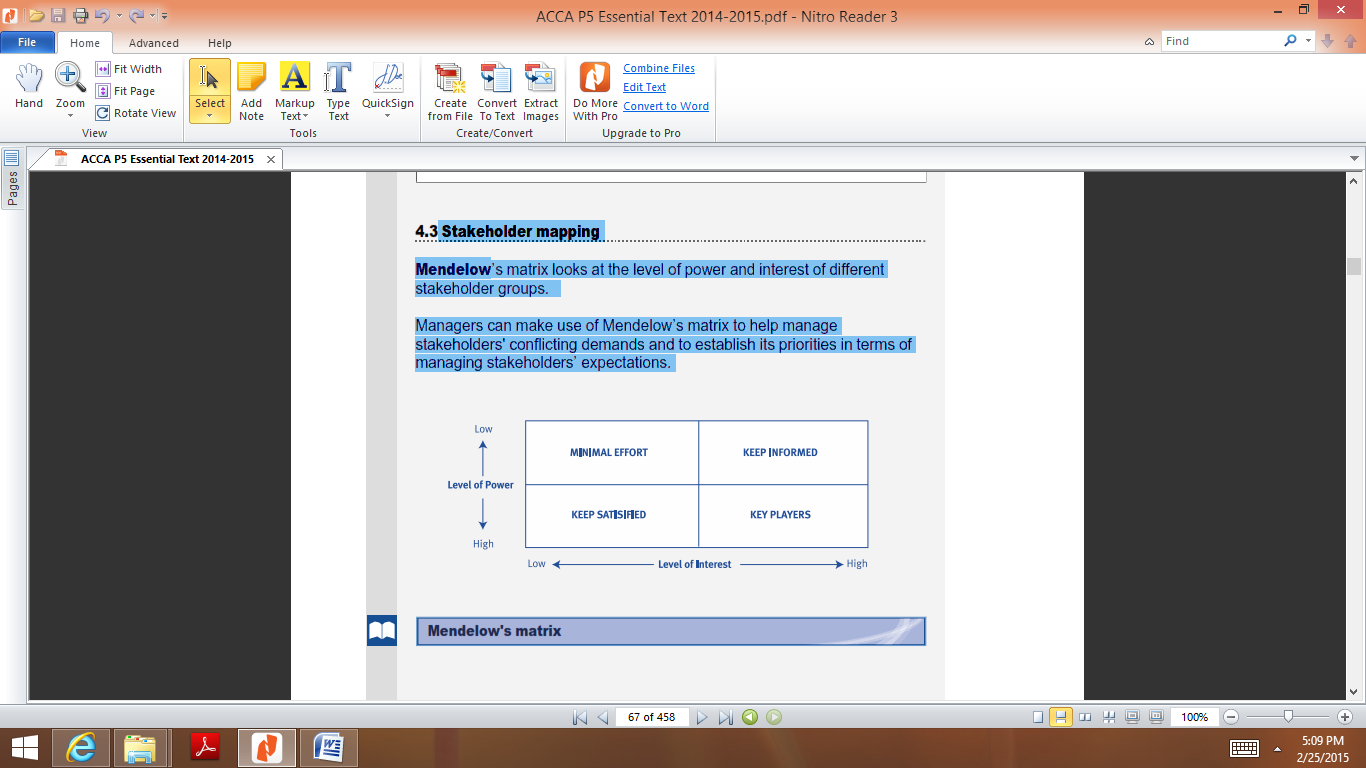 ACCA P5 Essential Text 2014-2015.pdf - Nitro Reader 3
File Home Advanced Help Find
Hand
Zoom
Fit Width
Fit Page
Rotate View
View
Select
Add Note
Markup Text
Type Text
QuickSign
Tools
Create from File
Convert To Text
Extract Images
Create/Convert
Do More With Pro
Combine Files
Edit Text
Convert to Word
Upgrade to Pro
ACCA P5 Essential Text 2014-2015
Pages
4.3 Stakeholder mapping
Mendelow's matrix looks at the level of power and interest of different
stakeholder groups.
Managers can make use of Mendelow's matrix to help manage
stakeholders' conflicting demands and to establish its priorities in terms of
managing stakeholders' expectations.
Low
MINIMAL EFFORT KEEP INFORMED
Level of Power
KEEP SATISIFIED KEY PLAYERS
High
Low Level of Interest High
Mendelow's matrix
67 of 458
100%
5:09 PM
2/25/2015